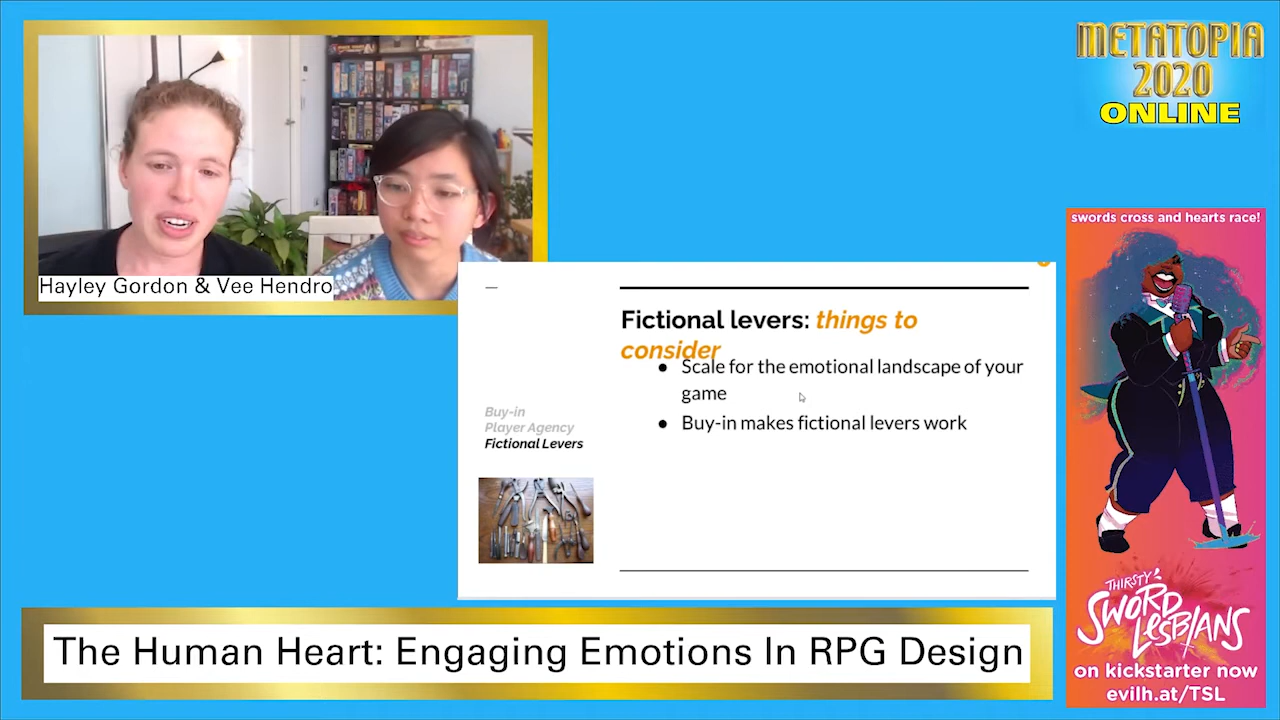 METATOPIA
2020
ONLINE
Hayley Gordon & Vee Hendro
Fictional levers: things to
consider
● Scale for the emotional landscape of your
game
● Buy-in makes fictional levers work
Buy-in
Player Agency
Fictional Levers
swords cross and hearts race!
THIRSTY
SWORD
LESBIANS
on kickstarter now
evilh.at/TSL
The Human Heart: Engaging Emotions In RPG Design